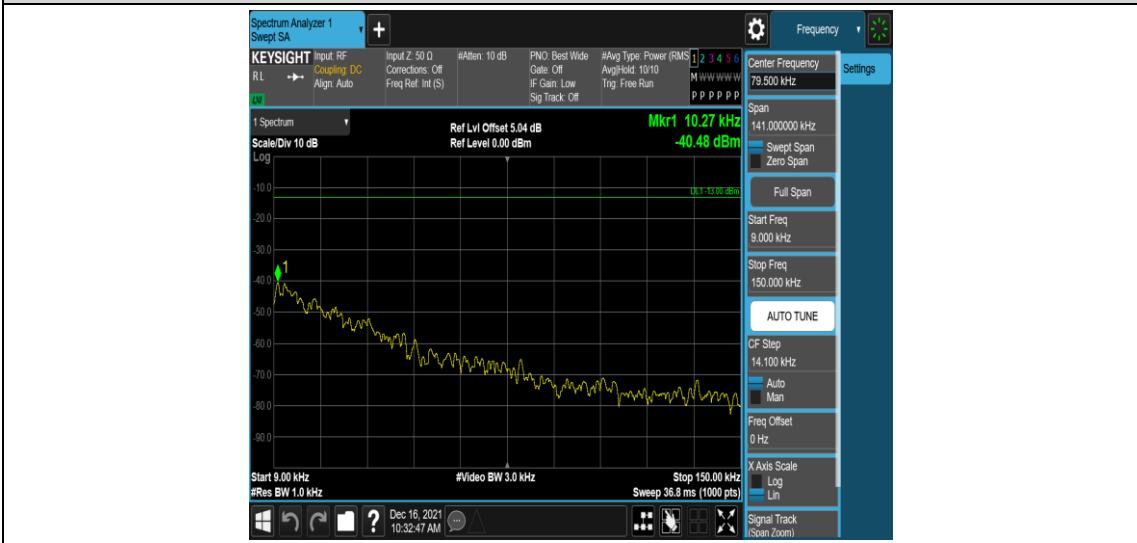 Spectrum Analyzer 1
Swept SA
+
Frequency
KEYSIGHT
RL
LXI
Input: RF
Coupling: DC
Align: Auto
Input Z: 50 Ω
Corrections: Off
Freq Ref: Int (S)
#Atten: 10 dB
PNO: Best Wide
Gate: Off
IF Gain: Low
Sig Track: Off
#Avg Type: Power (RMS
Avg|Hold: 10/10
Trig: Free Run
1 2 3 4 5 6
M W W W W W
P P P P P P
1 Spectrum
Scale/Div 10 dB
Log
Ref Lvl Offset 5.04 dB
Ref Level 0.00 dBm
Mkr1 10.27 kHz
-40.48 dBm
DL1 -13.00 dBm
-10.0
-20.0
-30.0
-40.0
-50.0
-60.0
-70.0
-80.0
-90.0
1
Start 9.00 kHz
#Res BW 1.0 kHz
#Video BW 3.0 kHz
Stop 150.00 kHz
Sweep 36.8 ms (1000 pts)
Center Frequency
79.500 kHz
Span
141.000000 kHz
Swept Span
Zero Span
Full Span
Start Freq
9.000 kHz
Stop Freq
150.000 kHz
AUTO TUNE
CF Step
14.100 kHz
Auto
Man
Freq Offset
0 Hz
X Axis Scale
Log
Lin
Signal Track
(Span Zoom)
Settings
?
Dec 16, 2021
10:32:47 AM